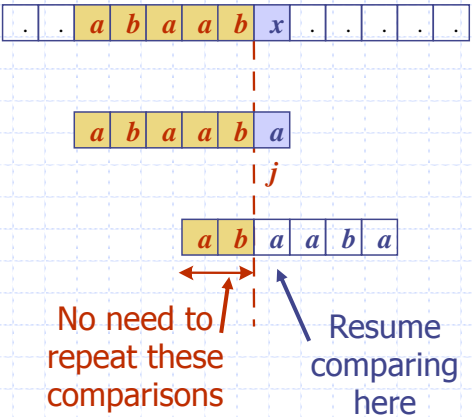 . . a b a a b x . . . . .
a b a a b a
j
a b a a b a
No need to
repeat these
comparisons
Resume
comparing
here